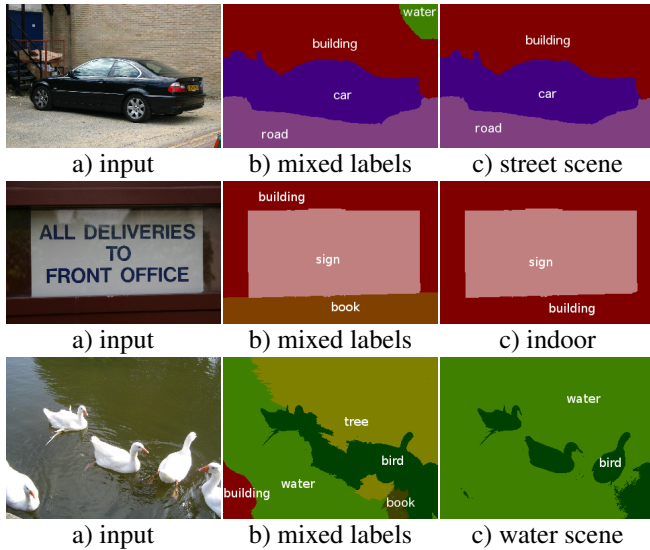 water
building
car
road
building
car
road
a) input b) mixed labels c) street scene
ALL DELIVERIES
TO
FRONT OFFICE
building
sign
book
sign
building
a) input b) mixed labels c) indoor
tree
bird
water
building
book
water
bird
a) input b) mixed labels c) water scene